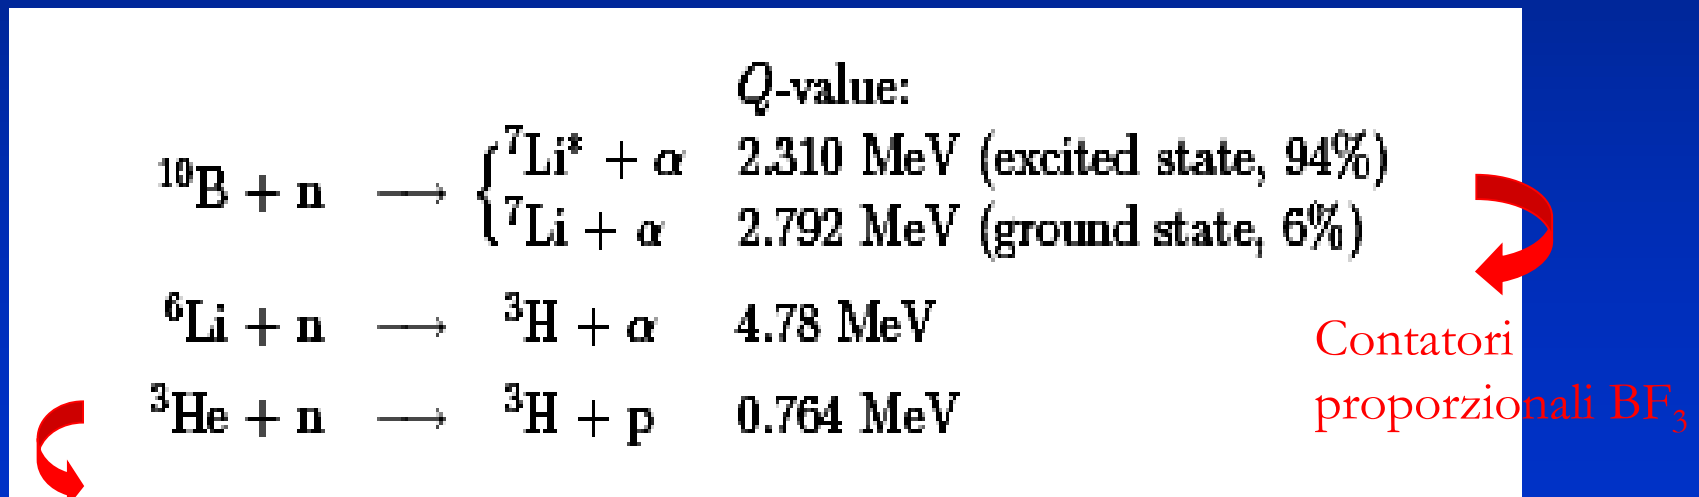 Q-value:
¹⁰B + n ⟶ { ⁷Li* + α 2.310 MeV (excited state, 94%)
⁷Li + α 2.792 MeV (ground state, 6%)
⁶Li + n ⟶ ³H + α 4.78 MeV
³He + n ⟶ ³H + p 0.764 MeV
Contatori
proporzionali BF₃